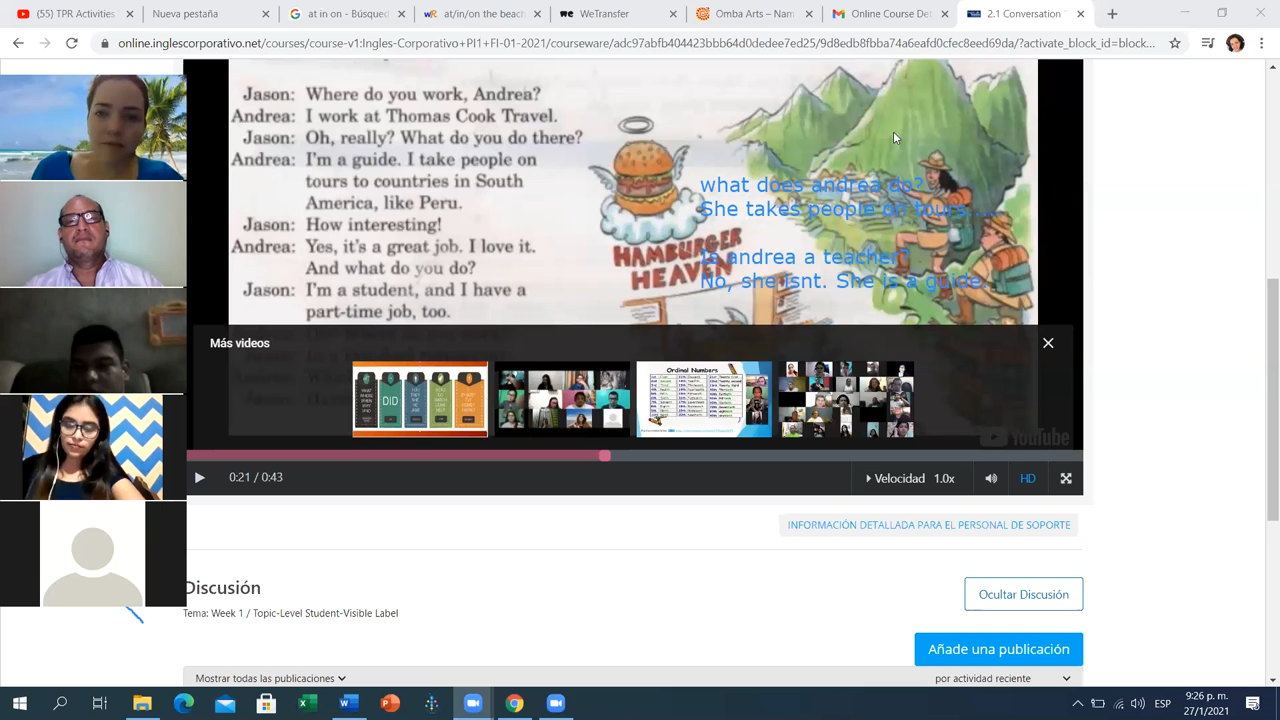 (55) TPR Activities
Nueva pestaña
at in on - Búsqued
at/in/on the beach
WeTransfer
Omba Arts – Nam
Online Course Det
2.1 Conversation
online.inglescorporativo.net/courses/course-v1:Ingles-Corporativo+PI1+FI-01-2021/courseware/adc97abfb404423bbb64d0dedee7ed25/9d8edb8fbba74a6eafd0cfec8eed69da/?activate_block_id=block...
Jason: Where do you work, Andrea?
Andrea: I work at Thomas Cook Travel.
Jason: Oh, really? What do you do there?
Andrea: I'm a guide. I take people on
tours to countries in South
America, like Peru.
Jason: How interesting!
Andrea: Yes, it's a great job. I love it.
And what do you do?
Jason: I'm a student, and I have a
part-time job, too.
HAMBURGER
HEAVEN
what does andrea do?
She takes people on tours.....
Is andrea a teacher?
No, she isnt. She is a guide..
Más videos
DID
Ordinal Numbers
YouTube
0:21 / 0:43
Velocidad 1.0x
HD
INFORMACIÓN DETALLADA PARA EL PERSONAL DE SOPORTE
Discusión
Ocultar Discusión
Tema: Week 1 / Topic-Level Student-Visible Label
Añade una publicación
Mostrar todas las publicaciones
por actividad reciente
ESP
9:26 p. m.
27/1/2021